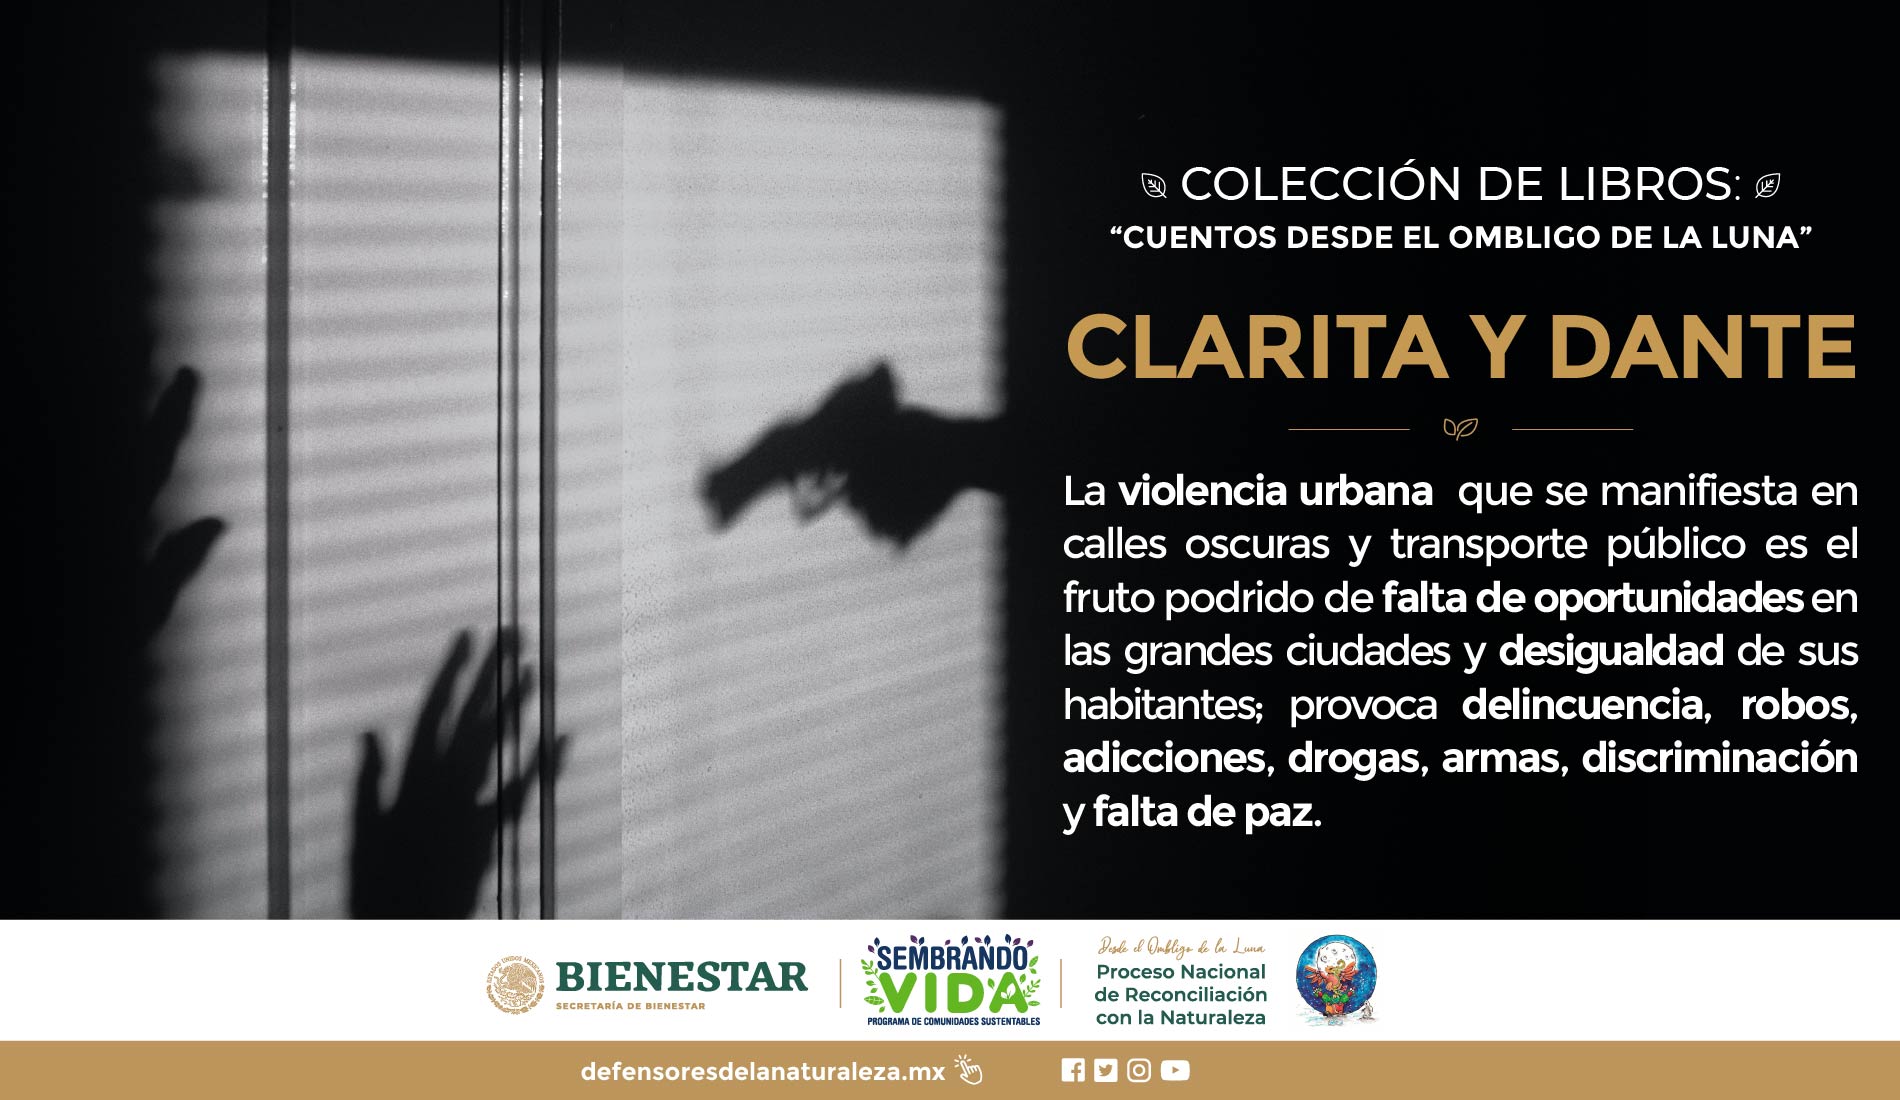 COLECCIÓN DE LIBROS:
“CUENTOS DESDE EL OMBLIGO DE LA LUNA”
CLARITA Y DANTE
La violencia urbana que se manifiesta en
calles oscuras y transporte público es el
fruto podrido de falta de oportunidades en
las grandes ciudades y desigualdad de sus
habitantes; provoca delincuencia, robos,
adicciones, drogas, armas, discriminación
y falta de paz.
ESTADOS UNIDOS MEXICANOS
BIENESTAR
SECRETARÍA DE BIENESTAR
SEMBRANDO
VIDA
PROGRAMA DE COMUNIDADES SUSTENTABLES
Desde el Ombligo de la Luna
Proceso Nacional
de Reconciliación
con la Naturaleza
defensoresdelanaturaleza.mx